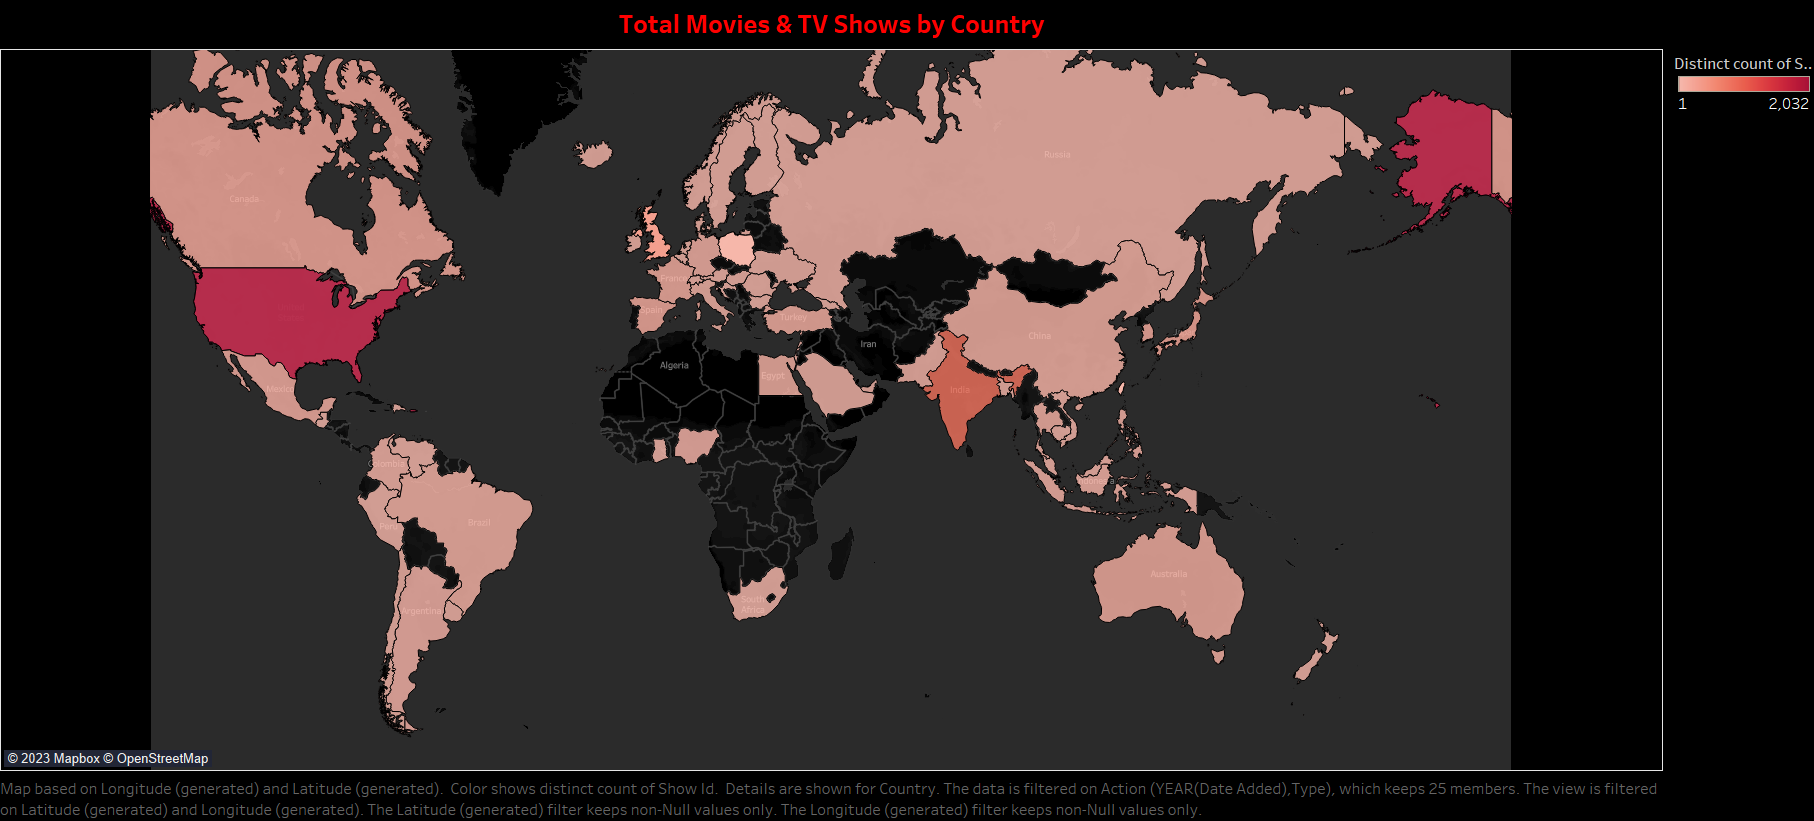 Total Movies & TV Shows by Country
Distinct count of S..
1 2,032
Russia
Canada
France
Spain
Turkey
China
Iran
Algeria
Egypt
Mexico
India
Colombia
Indonesia
Peru
Brazil
Australia
South
Africa
Argentina
© 2023 Mapbox © OpenStreetMap
Map based on Longitude (generated) and Latitude (generated).  Color shows distinct count of Show Id.  Details are shown for Country. The data is filtered on Action (YEAR(Date Added),Type), which keeps 25 members. The view is filtered
on Latitude (generated) and Longitude (generated). The Latitude (generated) filter keeps non-Null values only. The Longitude (generated) filter keeps non-Null values only.